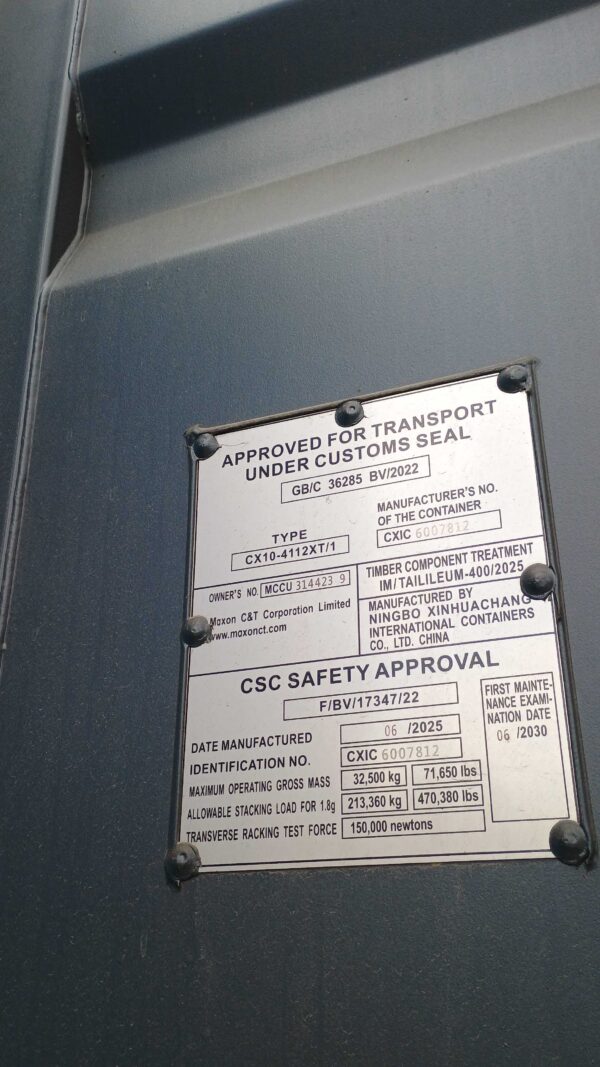 APPROVED FOR TRANSPORT
UNDER CUSTOMS SEAL
GB/C 36285 BV/2022
TYPE
CX10-4112XT/1
MANUFACTURER'S NO.
OF THE CONTAINER
CXIC 6007812
OWNER'S NO. MCCU 314423 9
Maxon C&T Corporation Limited
www.maxonct.com
TIMBER COMPONENT TREATMENT
IM/TAILILEUM-400/2025
MANUFACTURED BY
NINGBO XINHUACHANG
INTERNATIONAL CONTAINERS
CO., LTD. CHINA
CSC SAFETY APPROVAL
F/BV/17347/22
DATE MANUFACTURED 06 /2025
IDENTIFICATION NO. CXIC 6007812
MAXIMUM OPERATING GROSS MASS 32,500 kg 71,650 lbs
ALLOWABLE STACKING LOAD FOR 1.8g 213,360 kg 470,380 lbs
TRANSVERSE RACKING TEST FORCE 150,000 newtons
FIRST MAINTE-
NANCE EXAMI-
NATION DATE
06 /2030